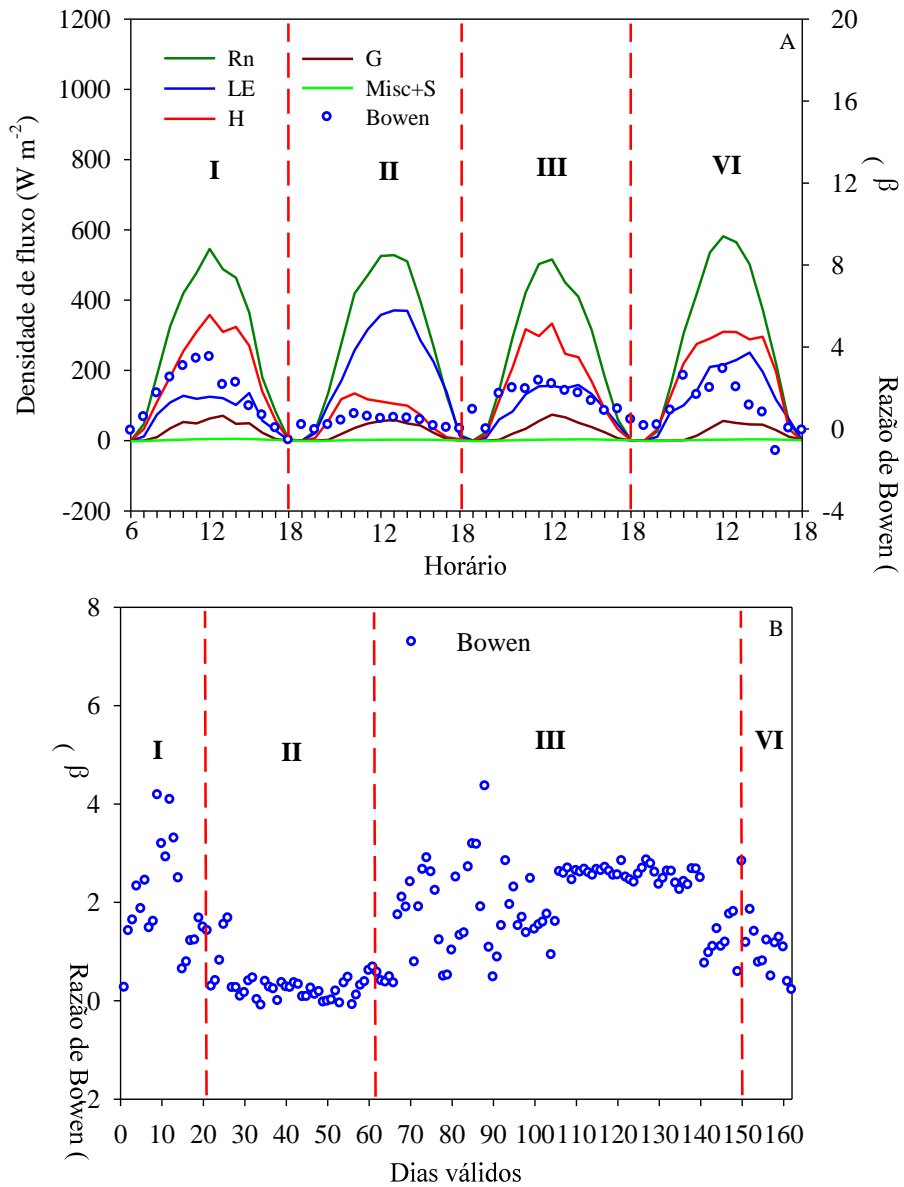 A
Densidade de fluxo (W m⁻²)
1200
1000
800
600
400
200
0
-200
Rn
LE
H
G
Misc+S
Bowen
I
II
III
VI
20
16
12
8
4
0
-4
β )
Razão de Bowen (
6 12 18 12 18 12 18 12 18
Horário
B
8
6
4
2
0
-2
β )
Razão de Bowen (
Bowen
I
II
III
VI
0 10 20 30 40 50 60 70 80 90 100 110 120 130 140 150 160
Dias válidos